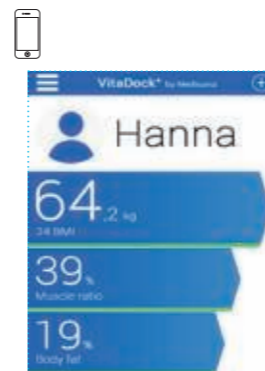 VitaDock+ by Medisana
Hanna
64,2 kg
24 BMI
39%
Muscle ratio
19%
Body fat